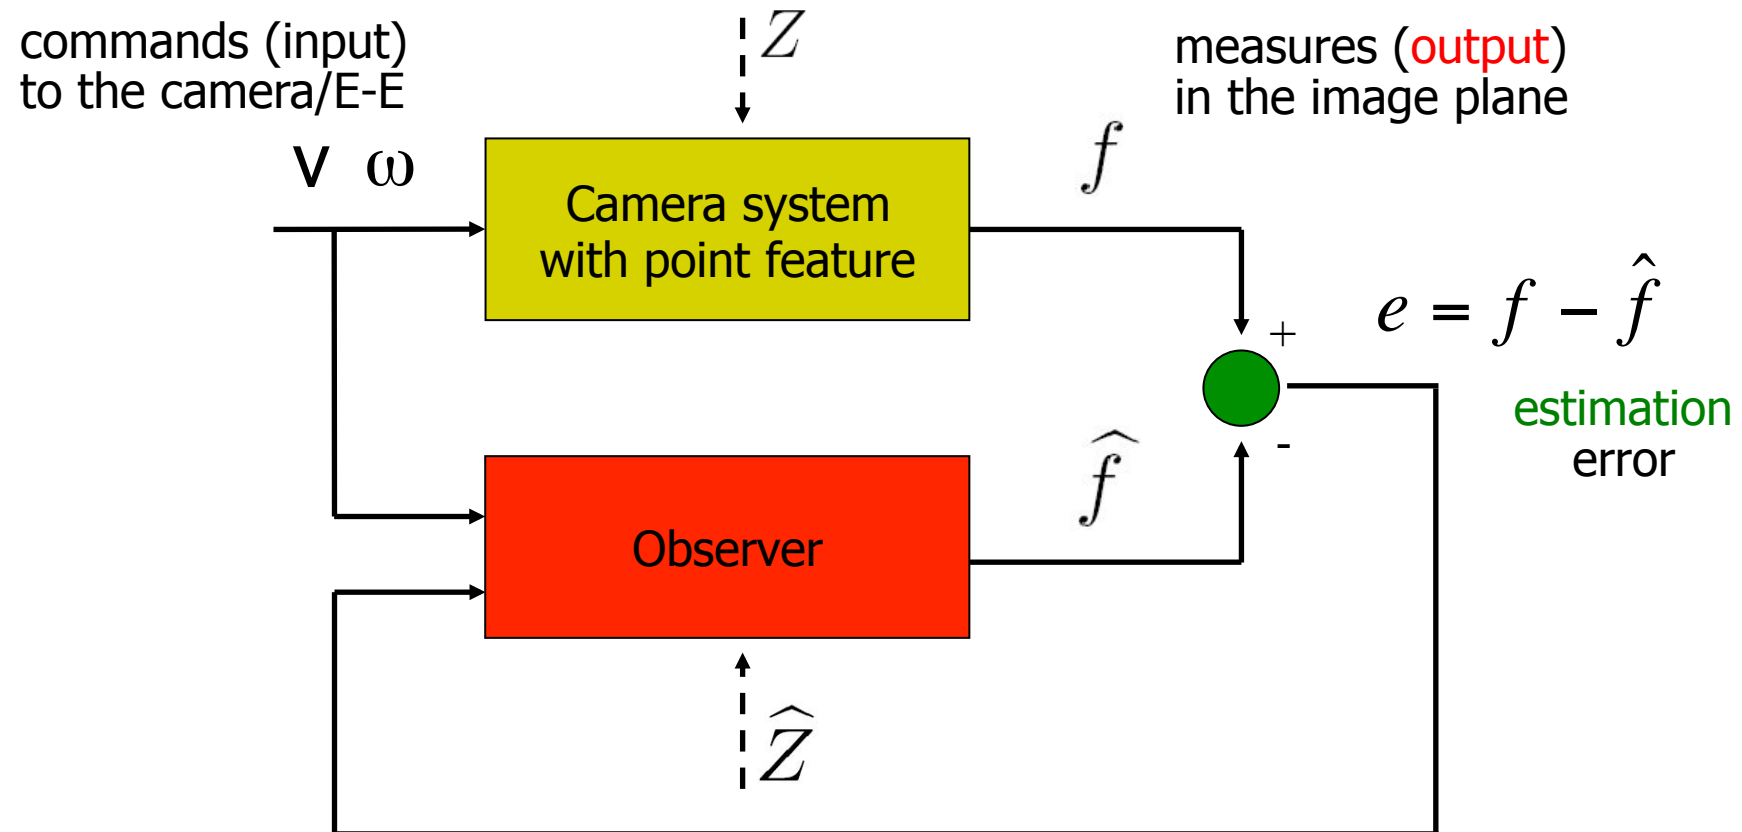 commands (input)
to the camera/E-E
Z
measures (output)
in the image plane
v ω
f
Camera system
with point feature
+
e = f − f̂
estimation
error
-
f̂
Observer
Ẑ